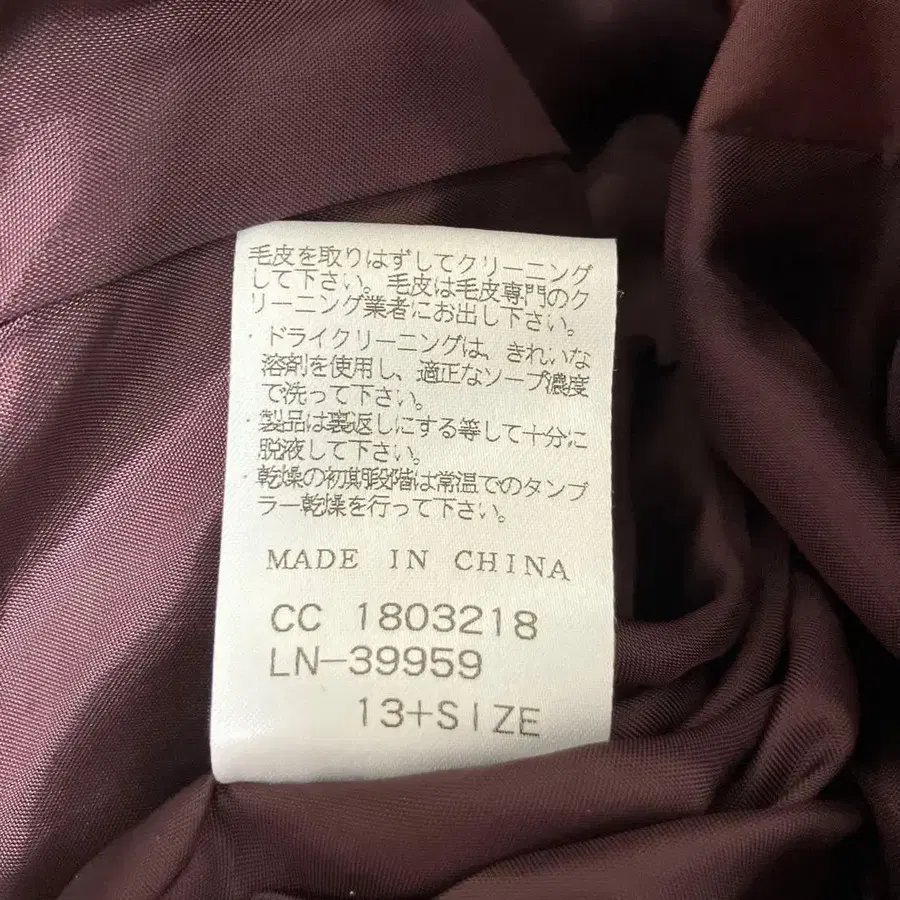 毛皮を取りはずしてクリーニング
して下さい。毛皮は毛皮専門のク
リーニング業者にお出し下さい。
・ドライクリーニングは、きれいな
溶剤を使用し、適正なソープ濃度
で洗って下さい。
・製品は裏返しにする等して十分に
脱液して下さい。
・乾燥の初期段階は常温でのタンブ
ラー乾燥を行って下さい。
MADE IN CHINA
CC 1803218
LN-39959
13+SIZE